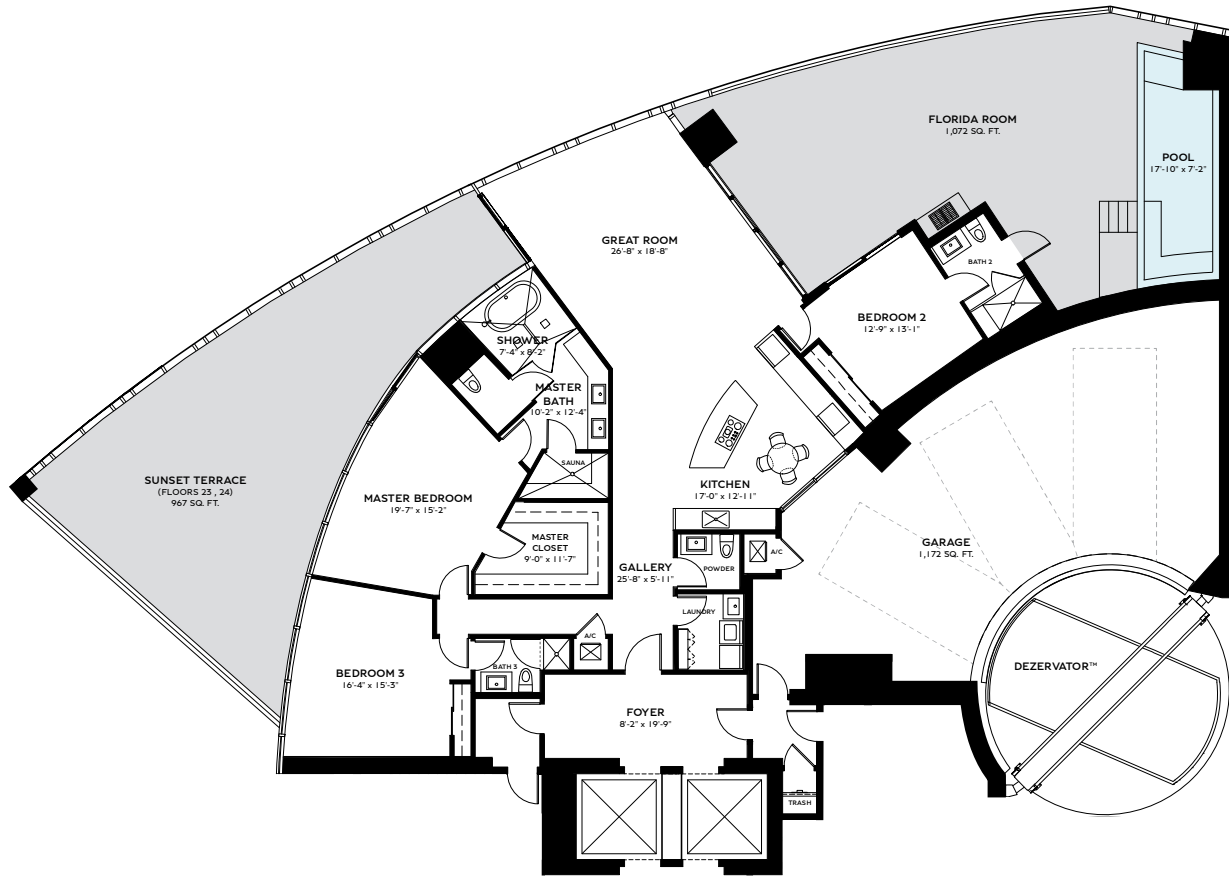 FLORIDA ROOM
1,072 SQ. FT.
POOL
17'-10" x 7'-2"
GREAT ROOM
26'-8" x 18'-8"
BATH 2
BEDROOM 2
12'-9" x 13'-1"
SHOWER
7'-4" x 8'-2"
MASTER
BATH
10'-2" x 12'-4"
SAUNA
SUNSET TERRACE
(FLOORS 23 , 24)
967 SQ. FT.
MASTER BEDROOM
19'-7" x 15'-2"
KITCHEN
17'-0" x 12'-11"
MASTER
CLOSET
9'-0" x 11'-7"
GARAGE
1,172 SQ. FT.
A/C
POWDER
GALLERY
25'-8" x 5'-11"
LAUNDRY
A/C
BATH 3
BEDROOM 3
16'-4" x 15'-3"
DEZERVATOR™
FOYER
8'-2" x 19'-9"
TRASH